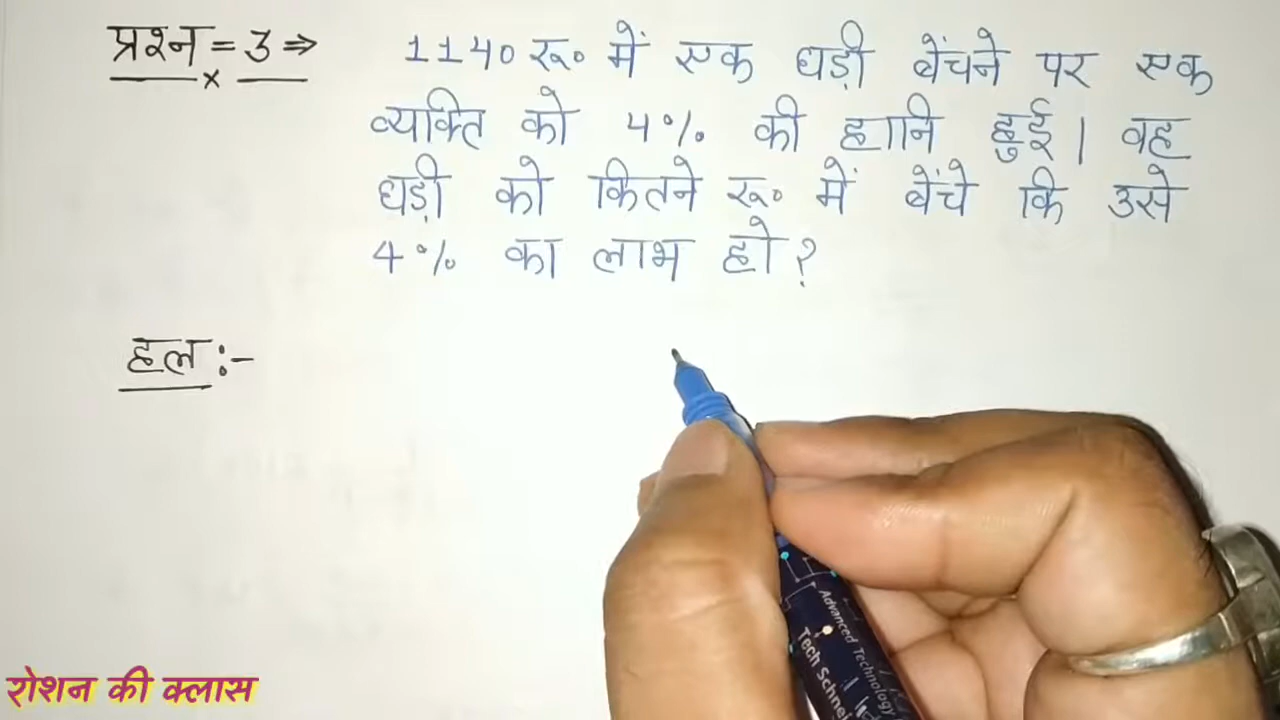 प्रश्न = 3 ⇒ 1140 रू० में एक घड़ी बेंचने पर एक
व्यक्ति को 4% की हानि हुई। वह
घड़ी को कितने रू० में बेंचे कि उसे
4% का लाभ हो?
हल :-
Advanced Technology
Tech Schnei
रोशन की क्लास